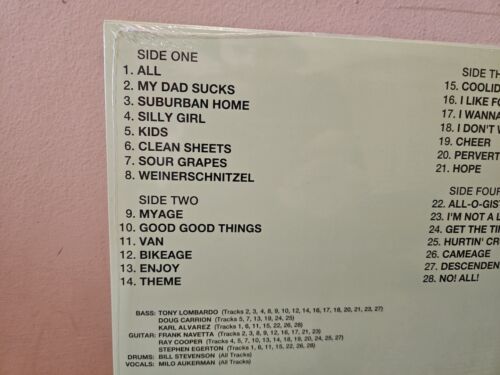 SIDE ONE
1. ALL
2. MY DAD SUCKS
3. SUBURBAN HOME
4. SILLY GIRL
5. KIDS
6. CLEAN SHEETS
7. SOUR GRAPES
8. WEINERSCHNITZEL
SIDE TWO
9. MYAGE
10. GOOD GOOD THINGS
11. VAN
12. BIKEAGE
13. ENJOY
14. THEME
SIDE TH
15. COOLID
16. I LIKE FO
17. I WANNA
18. I DON'T W
19. CHEER
20. PERVERT
21. HOPE
SIDE FOUR
22. ALL-O-GIST
23. I'M NOT A L
24. GET THE TI
25. HURTIN' CR
26. CAMEAGE
27. DESCENDEN
28. NO! ALL!
BASS: TONY LOMBARDO (Tracks 2, 3, 4, 8, 9, 10, 12, 14, 16, 17, 18, 20, 21, 23, 27)
DOUG CARRION (Tracks 5, 7, 13, 19, 24, 25)
KARL ALVAREZ (Tracks 1, 6, 11, 15, 22, 26, 28)
GUITAR: FRANK NAVETTA (Tracks 2, 3, 8, 9, 12, 16, 17, 21, 23)
RAY COOPER (Tracks 4, 5, 7, 10, 13, 14, 18, 19, 20, 24, 25, 27)
STEPHEN EGERTON (Tracks 1, 6, 11, 15, 22, 26, 28)
DRUMS: BILL STEVENSON (All Tracks)
VOCALS: MILO AUKERMAN (All Tracks)